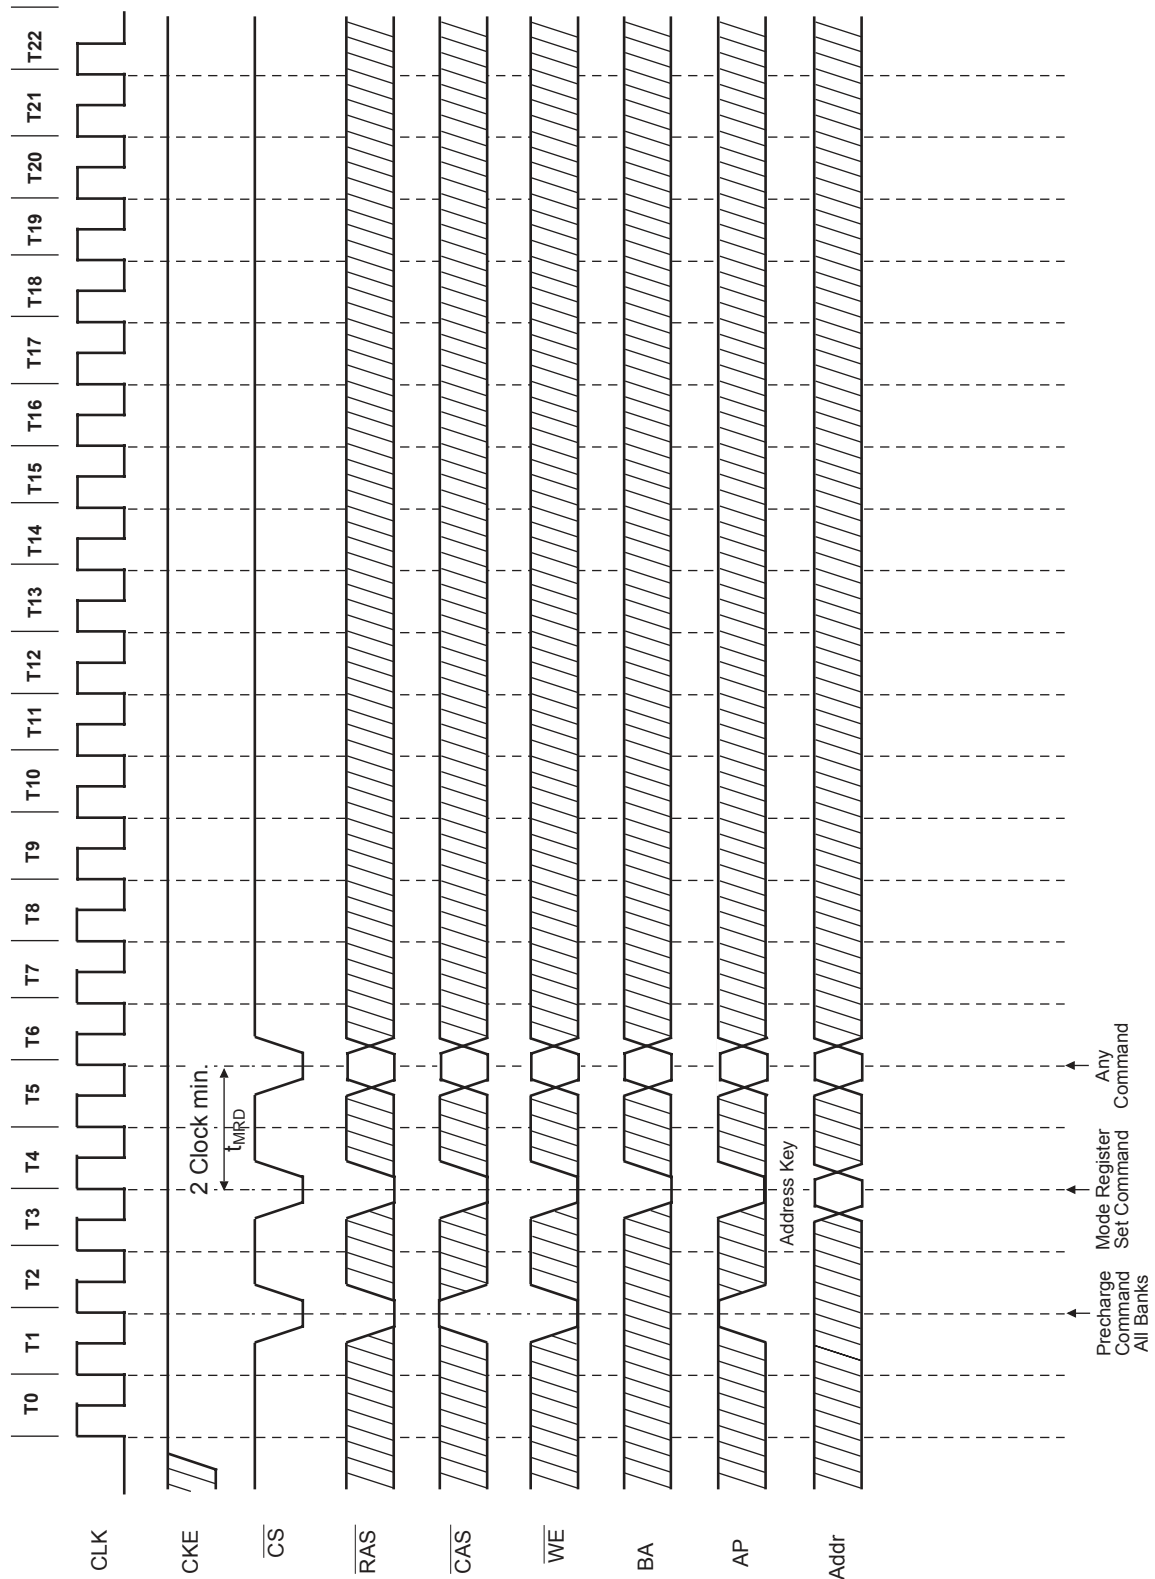 T0 T1 T2 T3 T4 T5 T6 T7 T8 T9 T10 T11 T12 T13 T14 T15 T16 T17 T18 T19 T20 T21 T22
CLK
CKE
2 Clock min.
tMRD
CS
RAS
CAS
WE
BA
AP
Address Key
Addr
Precharge
Command
All Banks
Mode Register
Set Command
Any
Command